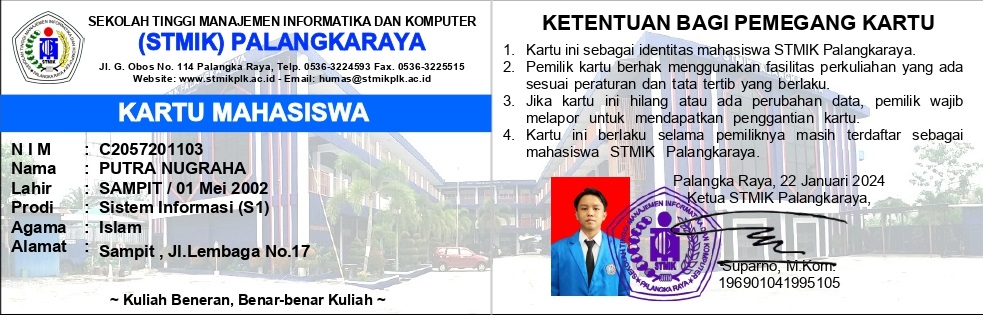 SEKOLAH TINGGI MANAJEMEN INFORMATIKA DAN KOMPUTER
(STMIK) PALANGKARAYA
Jl. G. Obos No. 114 Palangka Raya, Telp. 0536-3224593 Fax. 0536-3225515
Website: www.stmikplk.ac.id - Email: humas@stmikplk.ac.id
KARTU MAHASISWA
N I M : C2057201103
Nama : PUTRA NUGRAHA
Lahir : SAMPIT / 01 Mei 2002
Prodi : Sistem Informasi (S1)
Agama : Islam
Alamat : Sampit , Jl.Lembaga No.17
~ Kuliah Beneran, Benar-benar Kuliah ~
KETENTUAN BAGI PEMEGANG KARTU
1. Kartu ini sebagai identitas mahasiswa STMIK Palangkaraya.
2. Pemilik kartu berhak menggunakan fasilitas perkuliahan yang ada
sesuai peraturan dan tata tertib yang berlaku.
3. Jika kartu ini hilang atau ada perubahan data, pemilik wajib
melapor untuk mendapatkan penggantian kartu.
4. Kartu ini berlaku selama pemiliknya masih terdaftar sebagai
mahasiswa STMIK Palangkaraya.
Palangka Raya, 22 Januari 2024
Ketua STMIK Palangkaraya,
STMIK
Suparno, M.Kom.
196901041995105